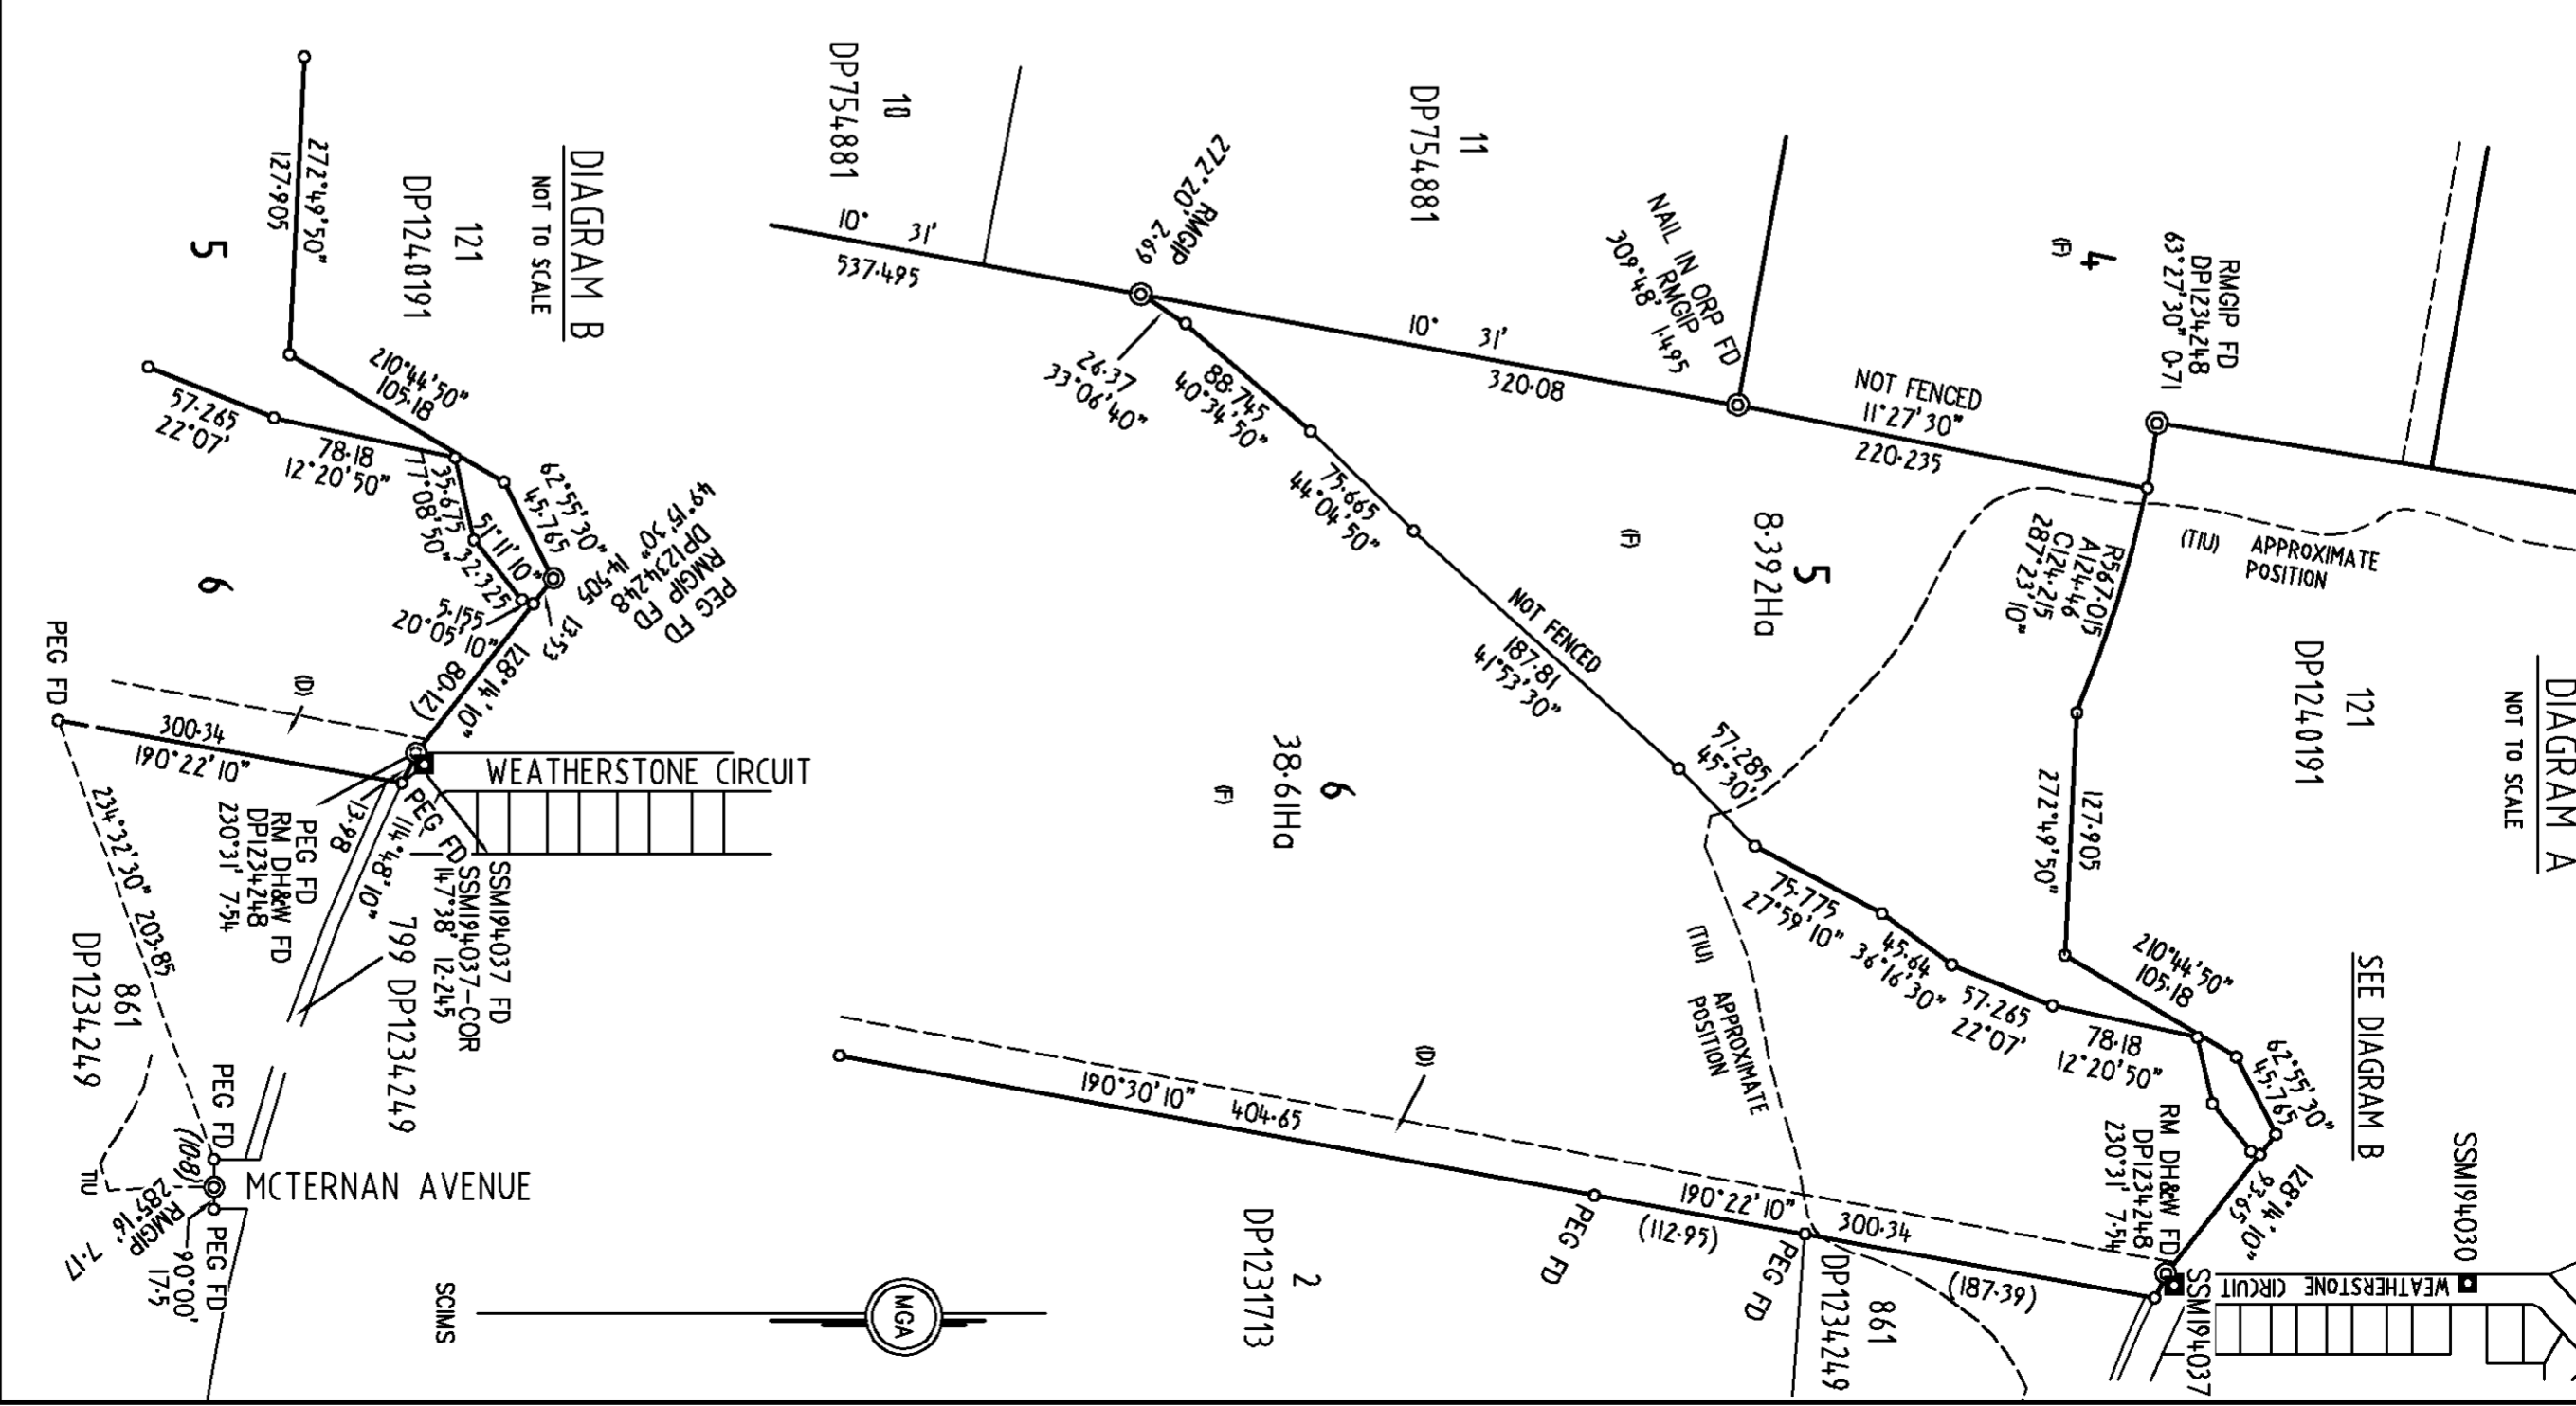 DIAGRAM A
NOT TO SCALE
121
DP1240191
RMGIP FD
DP1234248
63°27'30" 0·71
4
(F)
(TIU)
APPROXIMATE
POSITION
R567·015
A124·46
C124·215
287°23'10"
127·905
272°49'50"
SEE DIAGRAM B
210°44'50"
105·18
62°55'30"
45·765
128°14'10"
93·65
SSM194030
WEATHERSTONE CIRCUIT
SSM194037
RM DH&W FD
DP1234248
230°31' 7·54
NOT FENCED
11°27'30"
220·235
NAIL IN ORP FD
RMGIP
309°48' 1·495
11
DP754881
10° 31'
320·08
5
8·392Ha
(F)
RMGIP
272°20' 2·69
26·37
33°06'40"
88·745
40°34'50"
75·665
44°04'50"
NOT FENCED
187·81
41°53'30"
57·285
45°30'
75·775
27°59'10"
45·64
36°16'30"
57·265
22°07'
78·18
12°20'50"
(TIU)
APPROXIMATE
POSITION
10
DP754881
10° 31'
537·495
6
38·61Ha
(F)
(D)
190°30'10" 404·65
190°22'10" 300·34
(112·95)
(187·39)
PEG FD
PEG FD
861
DP1234249
2
DP1231713
MGA
SCIMS
DIAGRAM B
NOT TO SCALE
121
DP1240191
272°49'50"
127·905
5
210°44'50"
105·18
57·265
22°07'
78·18
12°20'50"
62°55'30"
45·765
35·675
77°08'50"
51°11'10"
32·325
5·155
20°05'10"
PEG FD
RMGIP FD
DP1234248
49°15'30" 14·505
13·53
128°14'10"
(80·12)
6
PEG FD
(D)
300·34
190°22'10"
WEATHERSTONE CIRCUIT
PEG FD
13·98
114°48'10"
SSM194037 FD
SSM194037-COR
147°38' 12·245
PEG FD
RM DH&W FD
DP1234248
230°31' 7·54
799 DP1234249
234°32'30" 203·85
861
DP1234249
PEG FD
(10·8)
MCTERNAN AVENUE
TIU
RMGIP
285°16' 7·17
PEG FD
90°00'
17·5